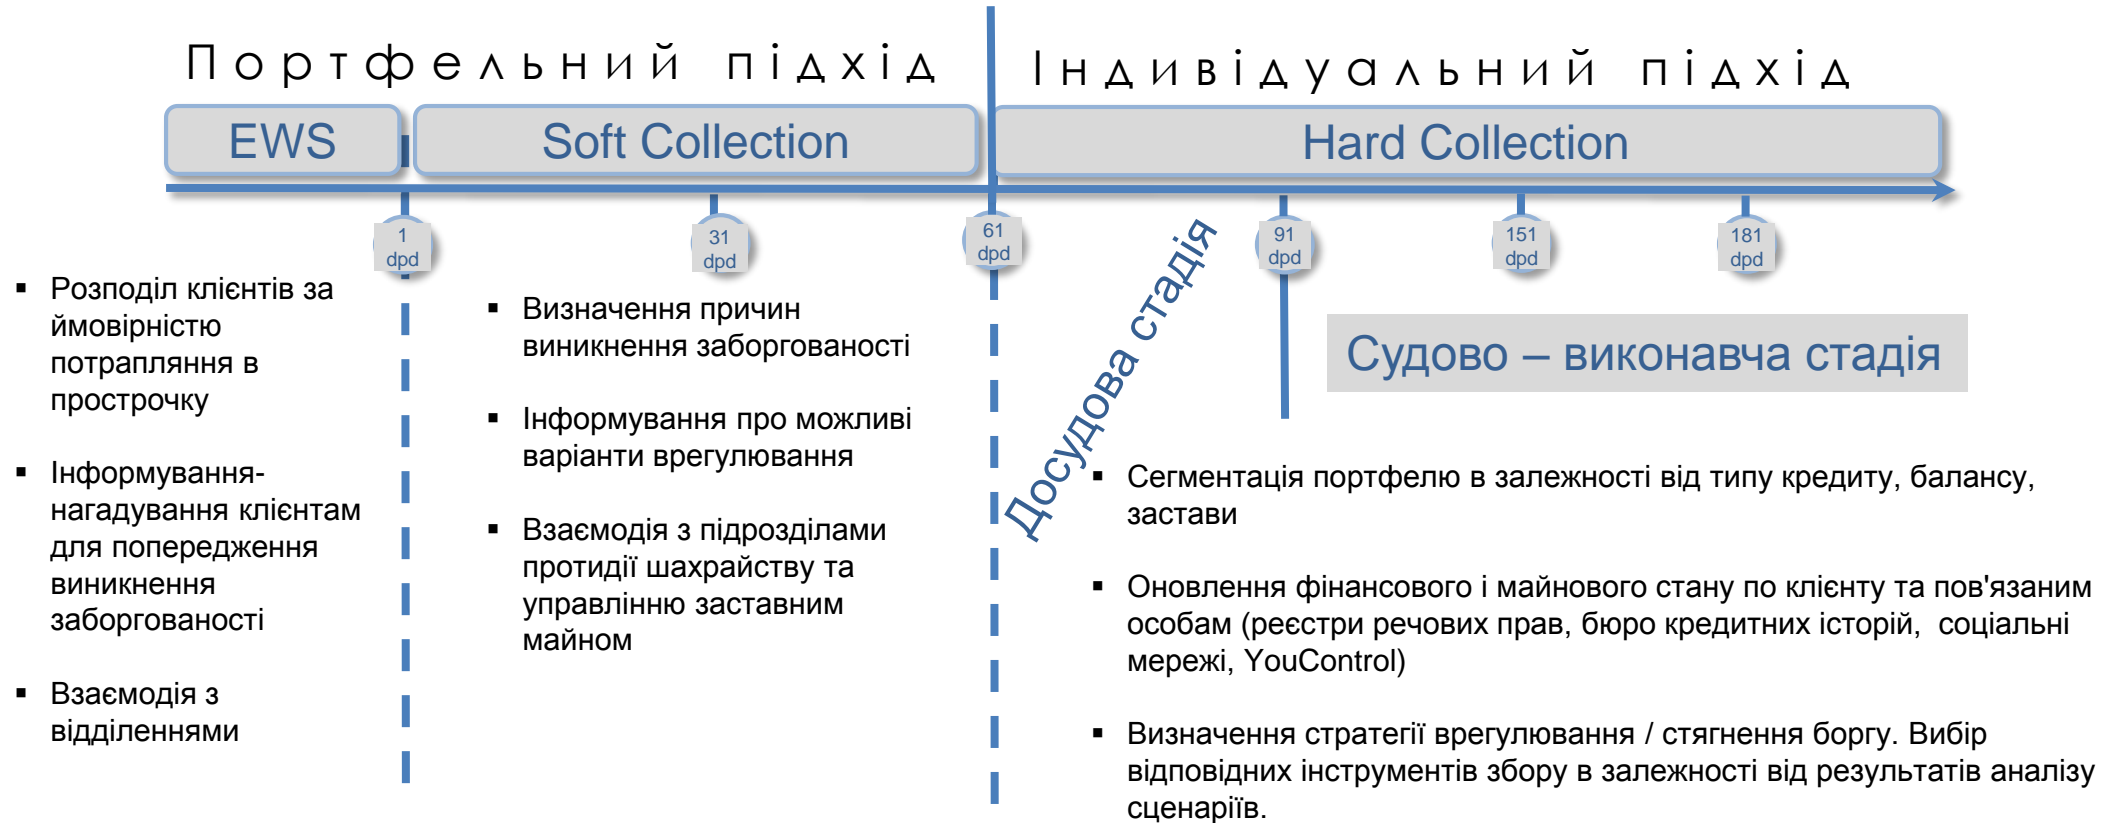 Портфельний підхід
Індивідуальний підхід
EWS
Soft Collection
Hard Collection
1
dpd
31
dpd
61
dpd
91
dpd
151
dpd
181
dpd
▪ Розподіл клієнтів за
ймовірністю
потрапляння в
прострочку
▪ Інформування-
нагадування клієнтам
для попередження
виникнення
заборгованості
▪ Взаємодія з
відділеннями
▪ Визначення причин
виникнення заборгованості
▪ Інформування про можливі
варіанти врегулювання
▪ Взаємодія з підрозділами
протидії шахрайству та
управлінню заставним
майном
Досудова стадія
Судово – виконавча стадія
▪ Сегментація портфелю в залежності від типу кредиту, балансу,
застави
▪ Оновлення фінансового і майнового стану по клієнту та пов'язаним
особам (реєстри речових прав, бюро кредитних історій, соціальні
мережі, YouControl)
▪ Визначення стратегії врегулювання / стягнення боргу. Вибір
відповідних інструментів збору в залежності від результатів аналізу
сценаріїв.